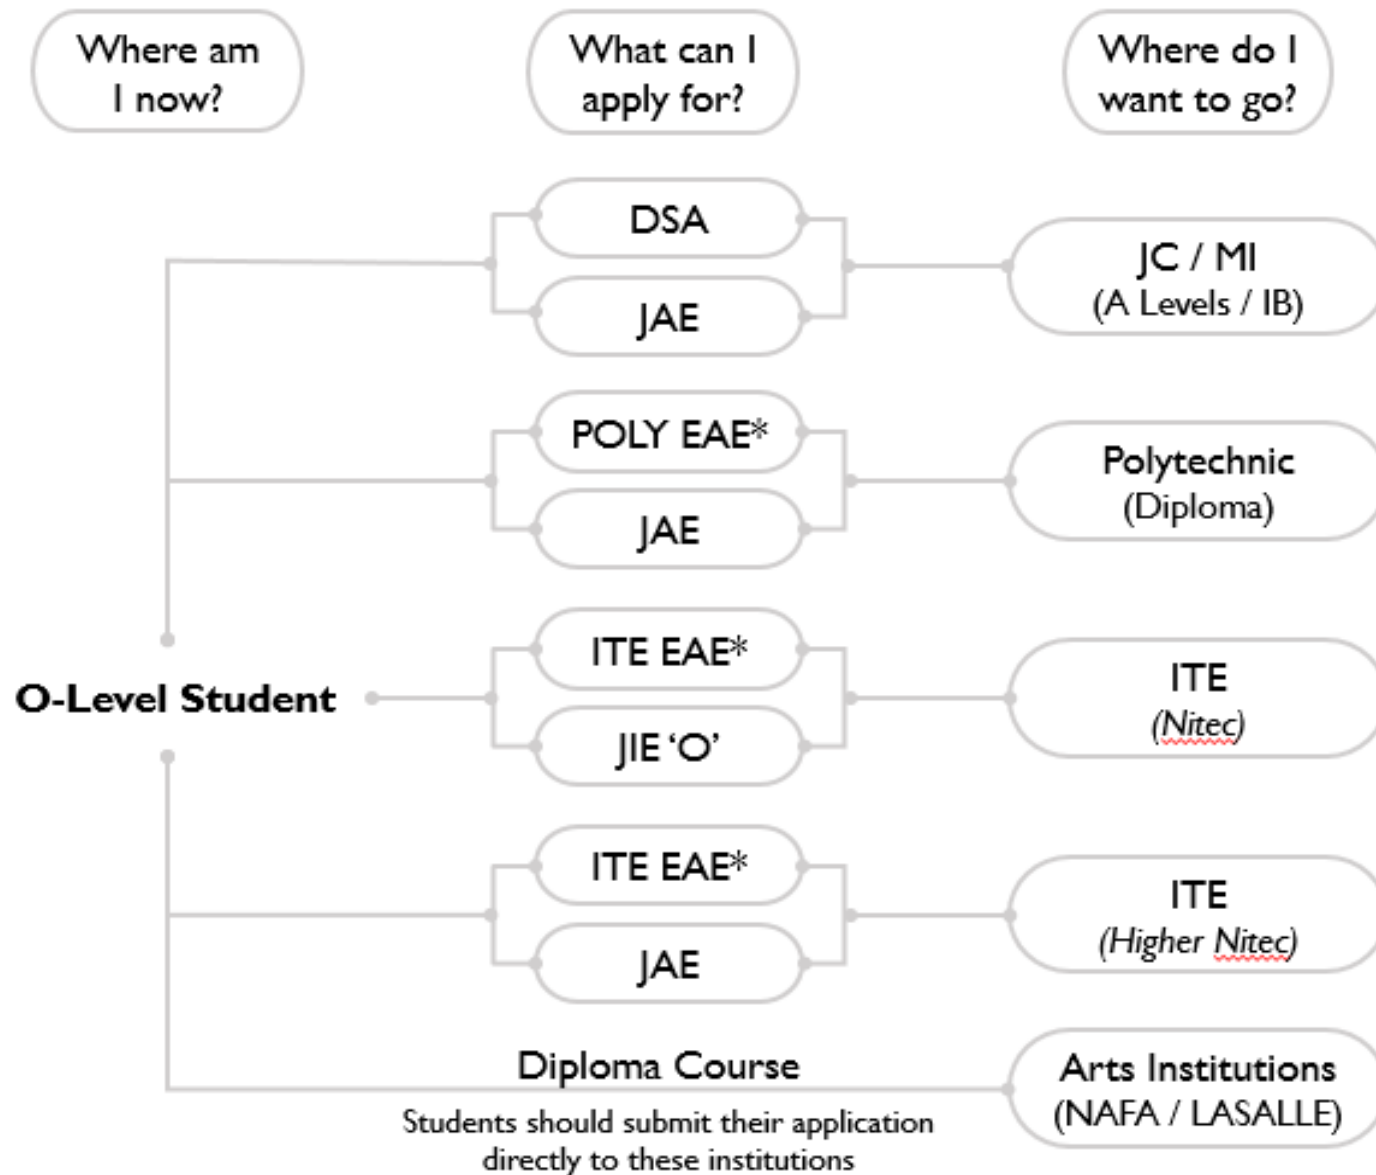 Where am
I now?
What can I
apply for?
Where do I
want to go?
DSA
JAE
JC / MI
(A Levels / IB)
POLY EAE*
JAE
Polytechnic
(Diploma)
O-Level Student
ITE EAE*
JIE ‘O’
ITE
(Nitec)
ITE EAE*
JAE
ITE
(Higher Nitec)
Diploma Course
Students should submit their application
directly to these institutions
Arts Institutions
(NAFA / LASALLE)